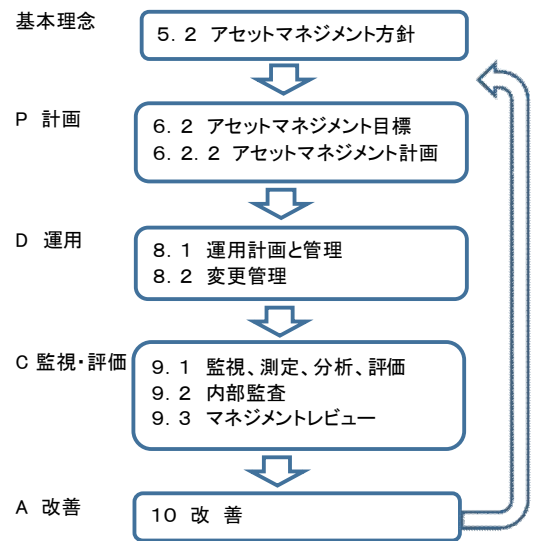 基本理念
5．2 アセットマネジメント方針
P 計画
6．2 アセットマネジメント目標
6．2．2 アセットマネジメント計画
D 運用
8．1 運用計画と管理
8．2 変更管理
C 監視・評価
9．1 監視、測定、分析、評価
9．2 内部監査
9．3 マネジメントレビュー
A 改善
10 改 善